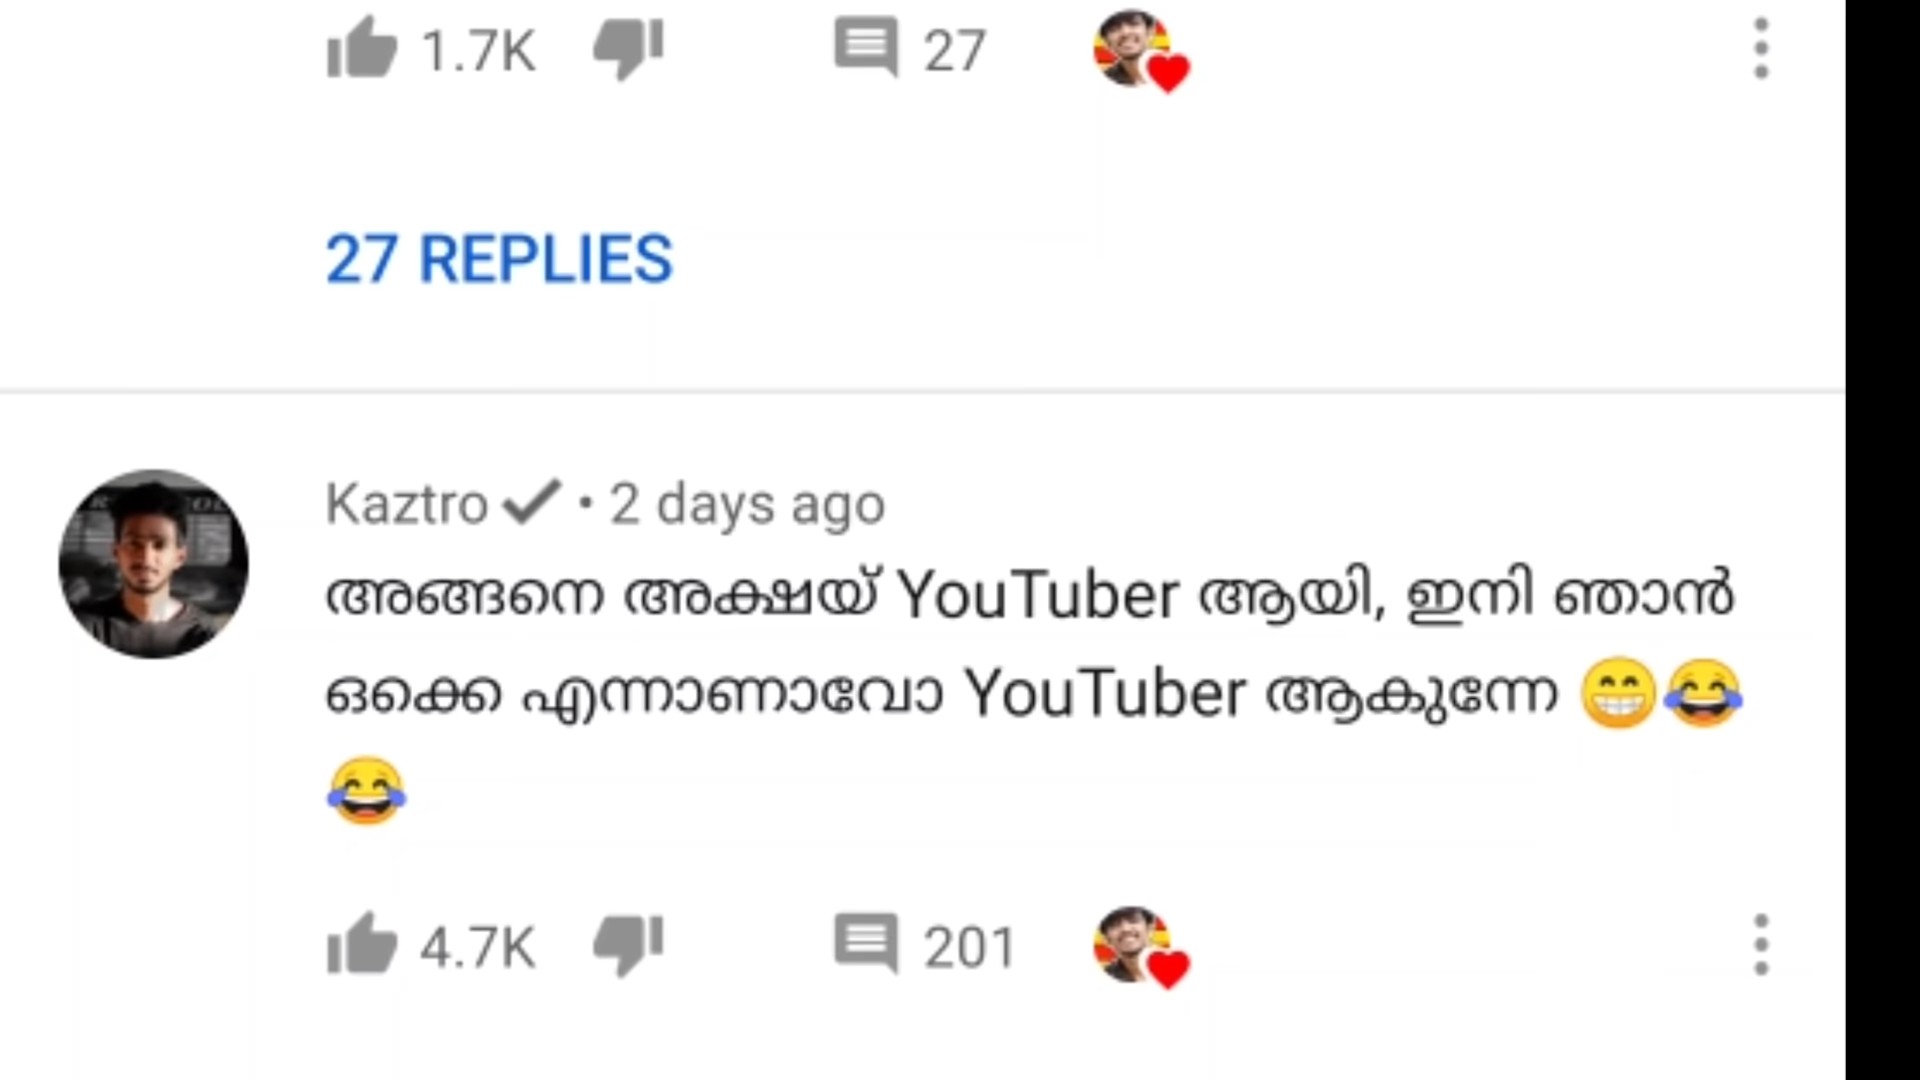 1.7K 27
27 REPLIES
Kaztro • 2 days ago
അങ്ങനെ അക്ഷയ് YouTuber ആയി, ഇനി ഞാൻ
ഒക്കെ എന്നാണാവോ YouTuber ആകുന്നേ 😁😂
😂
4.7K 201